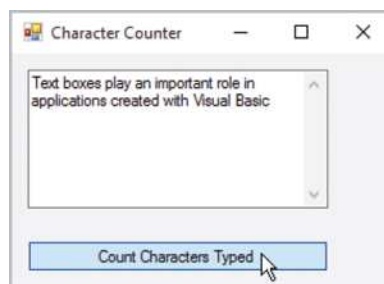 Character Counter
Text boxes play an important role in
applications created with Visual Basic
Count Characters Typed